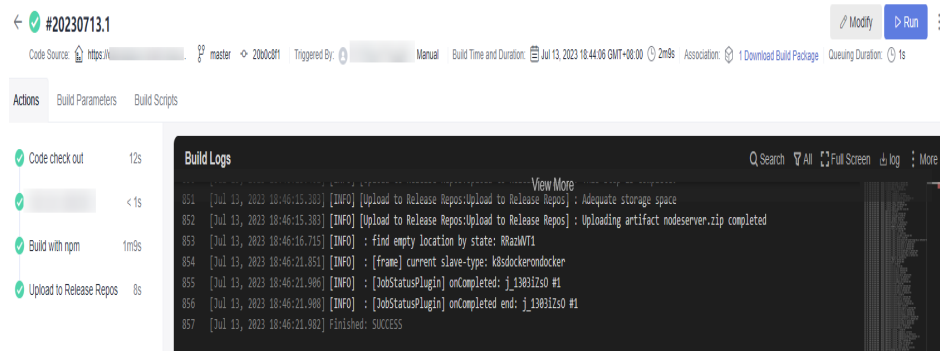 #20230713.1
Modify
Run
Code Source: https://
master
20b0c8f1
Triggered By:
Manual
Build Time and Duration: Jul 13, 2023 18:44:06 GMT+08:00 2m9s
Association: 1 Download Build Package
Queuing Duration: 1s
Actions
Build Parameters
Build Scripts
Code check out 12s
< 1s
Build with npm 1m9s
Upload to Release Repos 8s
Build Logs
Search
All
Full Screen
log
More
View More
851 [Jul 13, 2023 18:46:15.383] [INFO] [Upload to Release Repos:Upload to Release Repos] : Adequate storage space
852 [Jul 13, 2023 18:46:15.383] [INFO] [Upload to Release Repos:Upload to Release Repos] : Uploading artifact nodeserver.zip completed
853 [Jul 13, 2023 18:46:16.715] [INFO] : find empty location by state: RRazWVT1
854 [Jul 13, 2023 18:46:21.851] [INFO] : [frame] current slave-type: k8sdockerondocker
855 [Jul 13, 2023 18:46:21.906] [INFO] : [JobStatusPlugin] onCompleted: j_1303iZsO #1
856 [Jul 13, 2023 18:46:21.908] [INFO] : [JobStatusPlugin] onCompleted end: j_1303iZsO #1
857 [Jul 13, 2023 18:46:21.982] Finished: SUCCESS